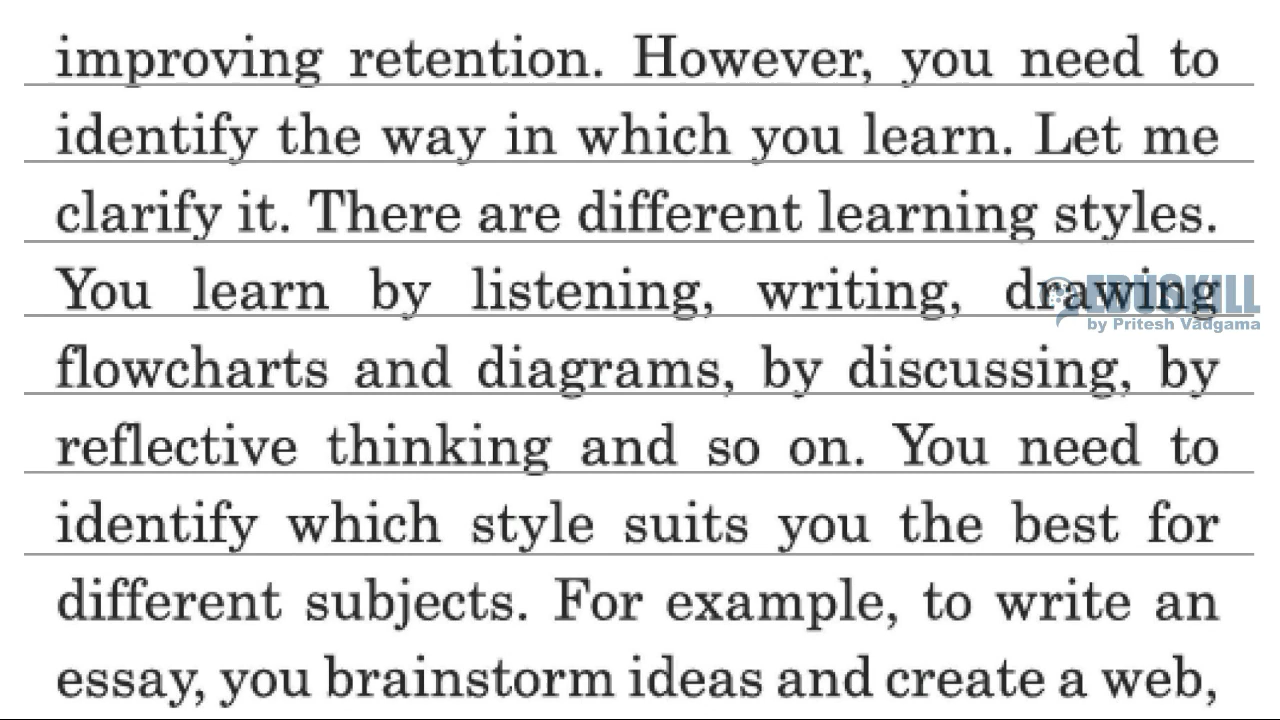 improving retention. However, you need to
identify the way in which you learn. Let me
clarify it. There are different learning styles.
You learn by listening, writing, drawing
EDUSKILL
by Pritesh Vadgama
flowcharts and diagrams, by discussing, by
reflective thinking and so on. You need to
identify which style suits you the best for
different subjects. For example, to write an
essay, you brainstorm ideas and create a web,